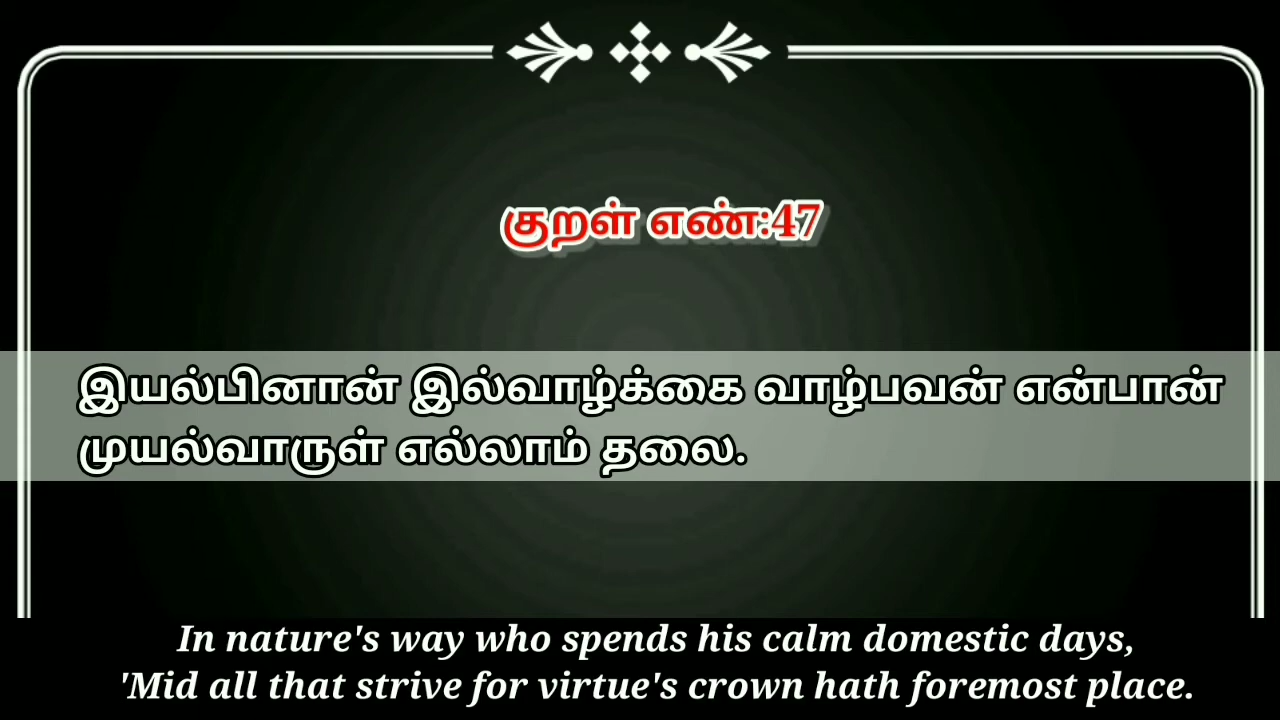 குறள் எண்:47
இயல்பினான் இல்வாழ்க்கை வாழ்பவன் என்பான்
முயல்வாருள் எல்லாம் தலை.
In nature's way who spends his calm domestic days,
'Mid all that strive for virtue's crown hath foremost place.